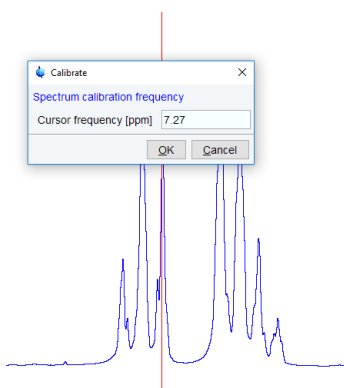 Calibrate
Spectrum calibration frequency
Cursor frequency [ppm] 7.27
OK Cancel